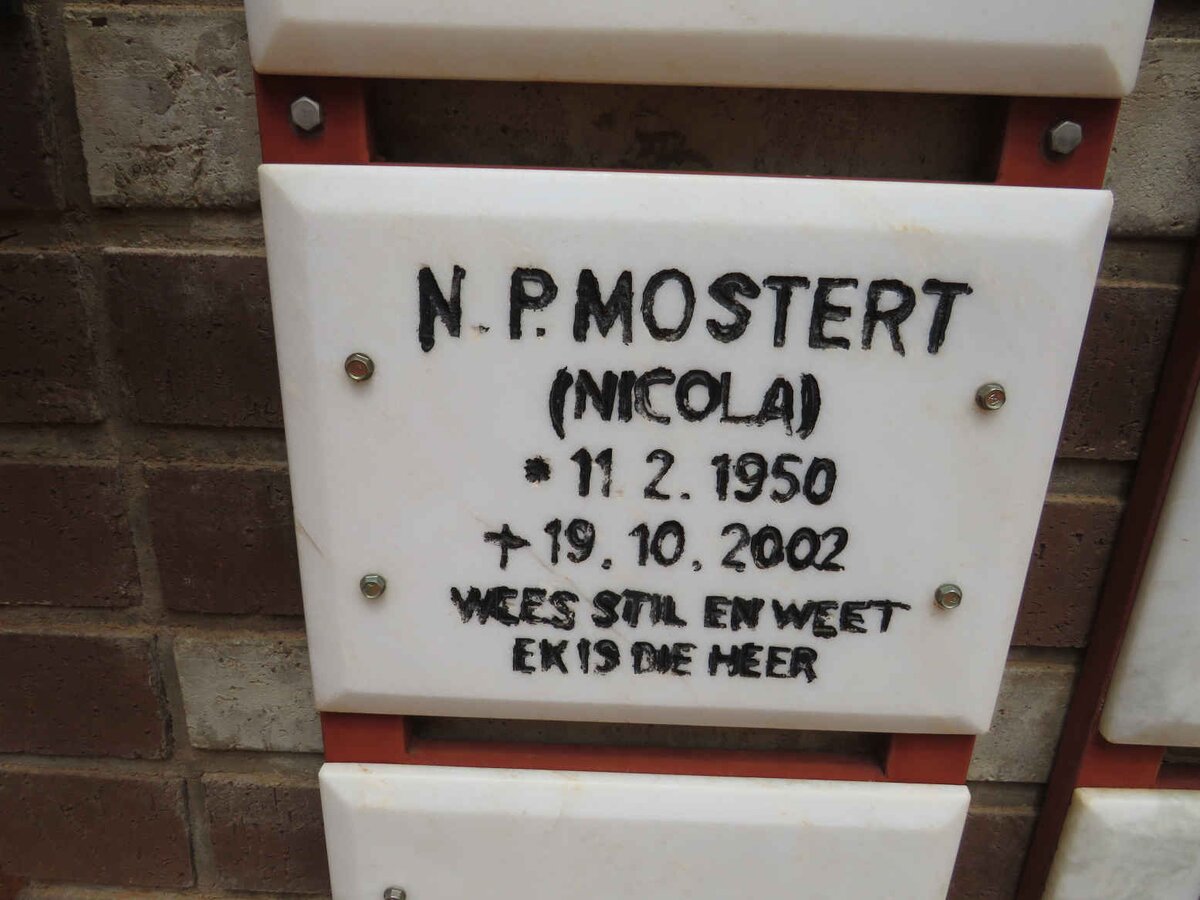 N. P. MOSTERT
(NICOLA)
* 11. 2. 1950
+ 19. 10. 2002
WEES STIL EN WEET
EK IS DIE HEER